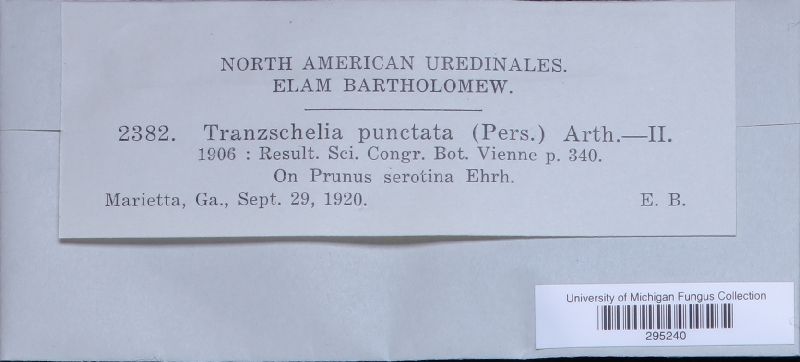 NORTH AMERICAN UREDINALES.
ELAM BARTHOLOMEW.
2382. Tranzschelia punctata (Pers.) Arth.—II.
1906 : Result. Sci. Congr. Bot. Vienne p. 340.
On Prunus serotina Ehrh.
Marietta, Ga., Sept. 29, 1920. E. B.
University of Michigan Fungus Collection
295240